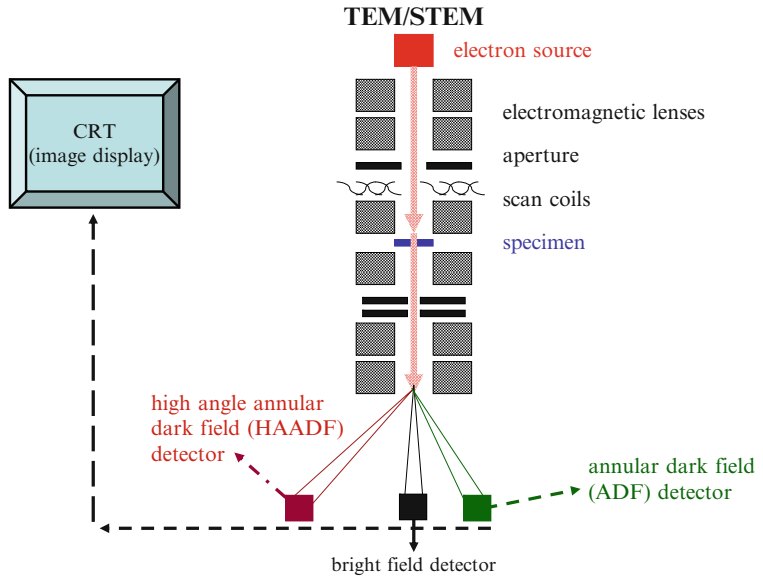 TEM/STEM
electron source
CRT
(image display)
electromagnetic lenses
aperture
scan coils
specimen
high angle annular
dark field (HAADF)
detector
annular dark field
(ADF) detector
bright field detector